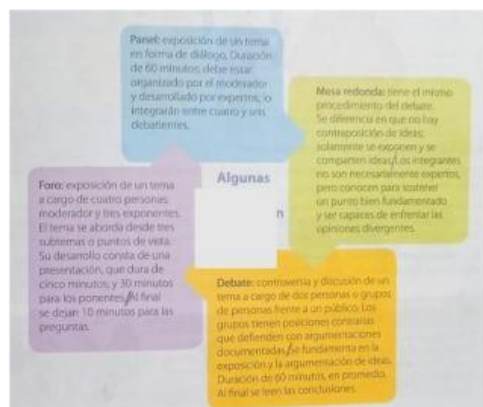 Panel: exposición de un tema
en forma de diálogo. Duración
de 60 minutos; debe estar
organizado por el moderador
y desarrollado por expertos; lo
integrarán entre cuatro y seis
debatientes.
Mesa redonda: tiene el mismo
procedimiento del debate.
Se diferencia en que no hay
contraposición de ideas;
solamente se exponen y se
comparten ideas. Los integrantes
no son necesariamente expertos,
pero conocen para sostener
un punto bien fundamentado
y ser capaces de enfrentar las
opiniones divergentes.
Algunas
n
Foro: exposición de un tema
a cargo de cuatro personas:
moderador y tres exponentes.
El tema se aborda desde tres
subtemas o puntos de vista.
Su desarrollo consta de una
presentación, que dura de
cinco minutos; y 30 minutos
para los ponentes. Al final
se dejan 10 minutos para las
preguntas.
Debate: controversia y discusión de un
tema a cargo de dos personas o grupos
de personas frente a un público. Los
grupos tienen posiciones contrarias
que defienden con argumentaciones
documentadas; se fundamenta en la
exposición y la argumentación de ideas.
Duración de 60 minutos, en promedio.
Al final se leen las conclusiones.